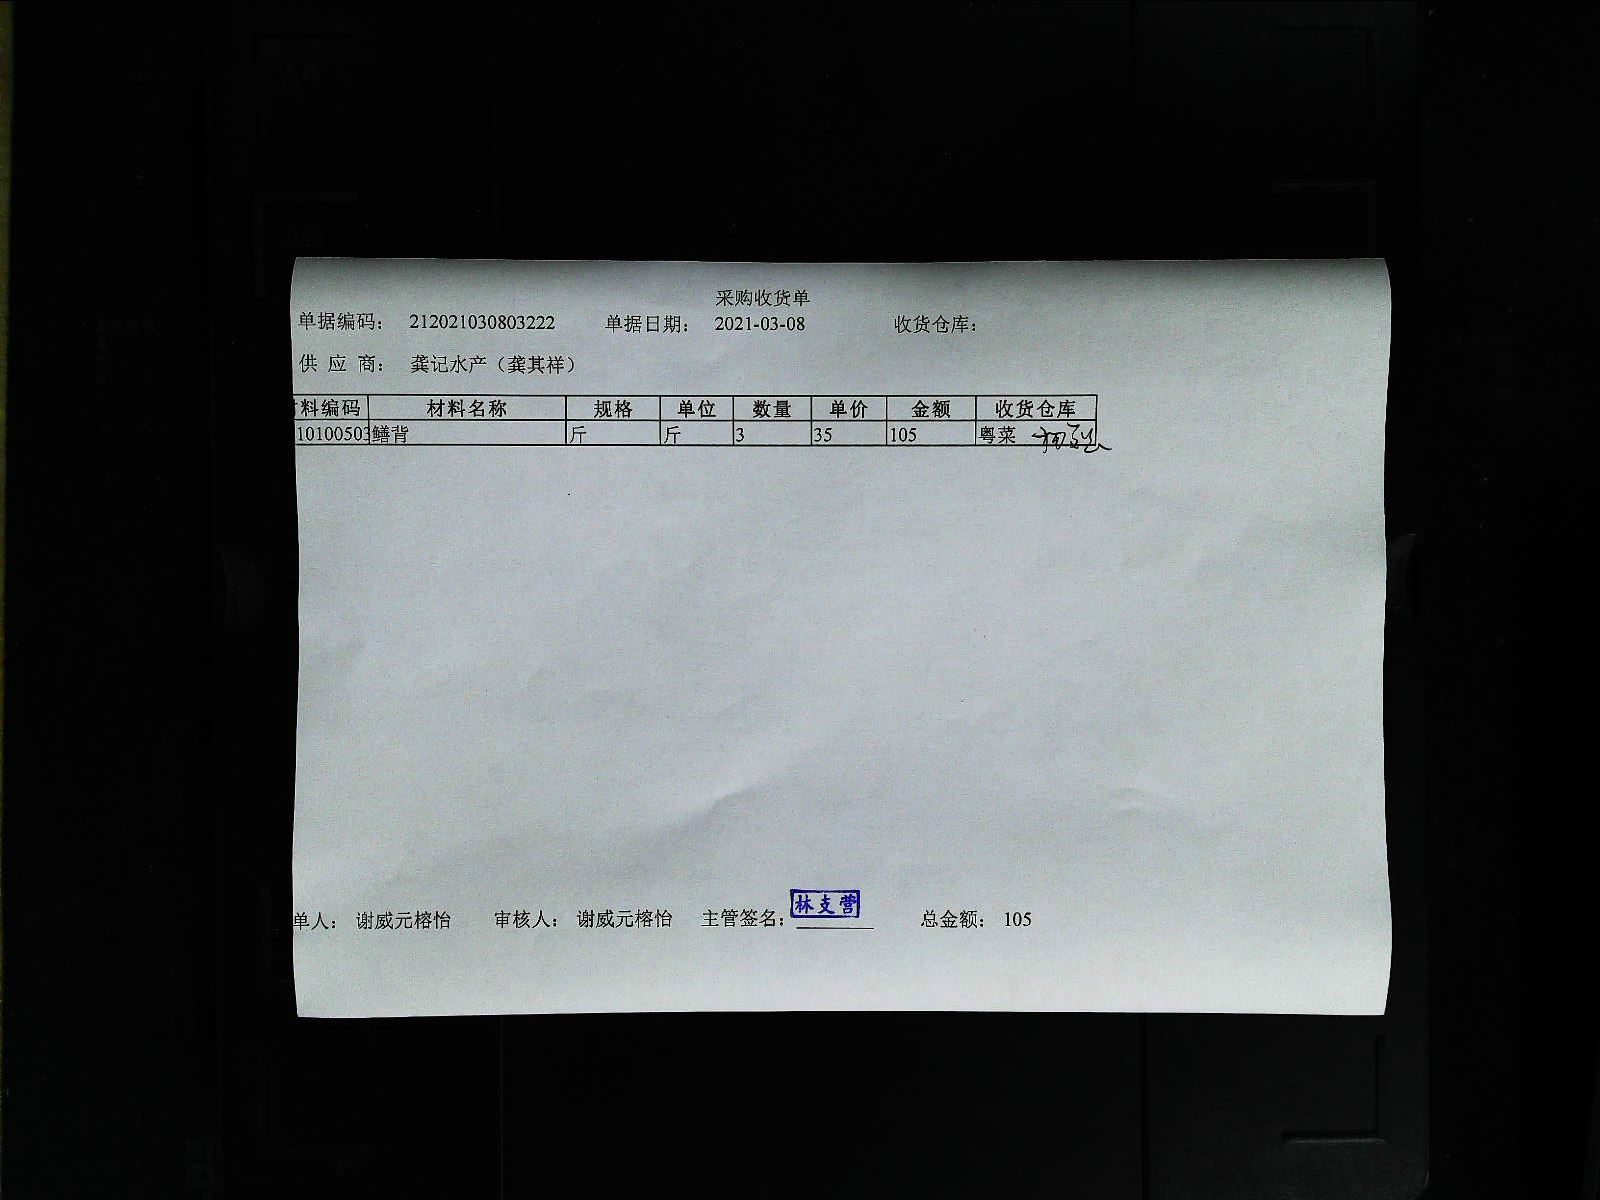 采购收货单
单据编码： 212021030803222 单据日期： 2021-03-08 收货仓库：
供 应 商： 龚记水产（龚其祥）
料编码 材料名称 规格 单位 数量 单价 金额 收货仓库
10100503 鳝背 斤 斤 3 35 105 粤菜
单人： 谢威元榕怡 审核人： 谢威元榕怡 主管签名： 林支营 总金额： 105